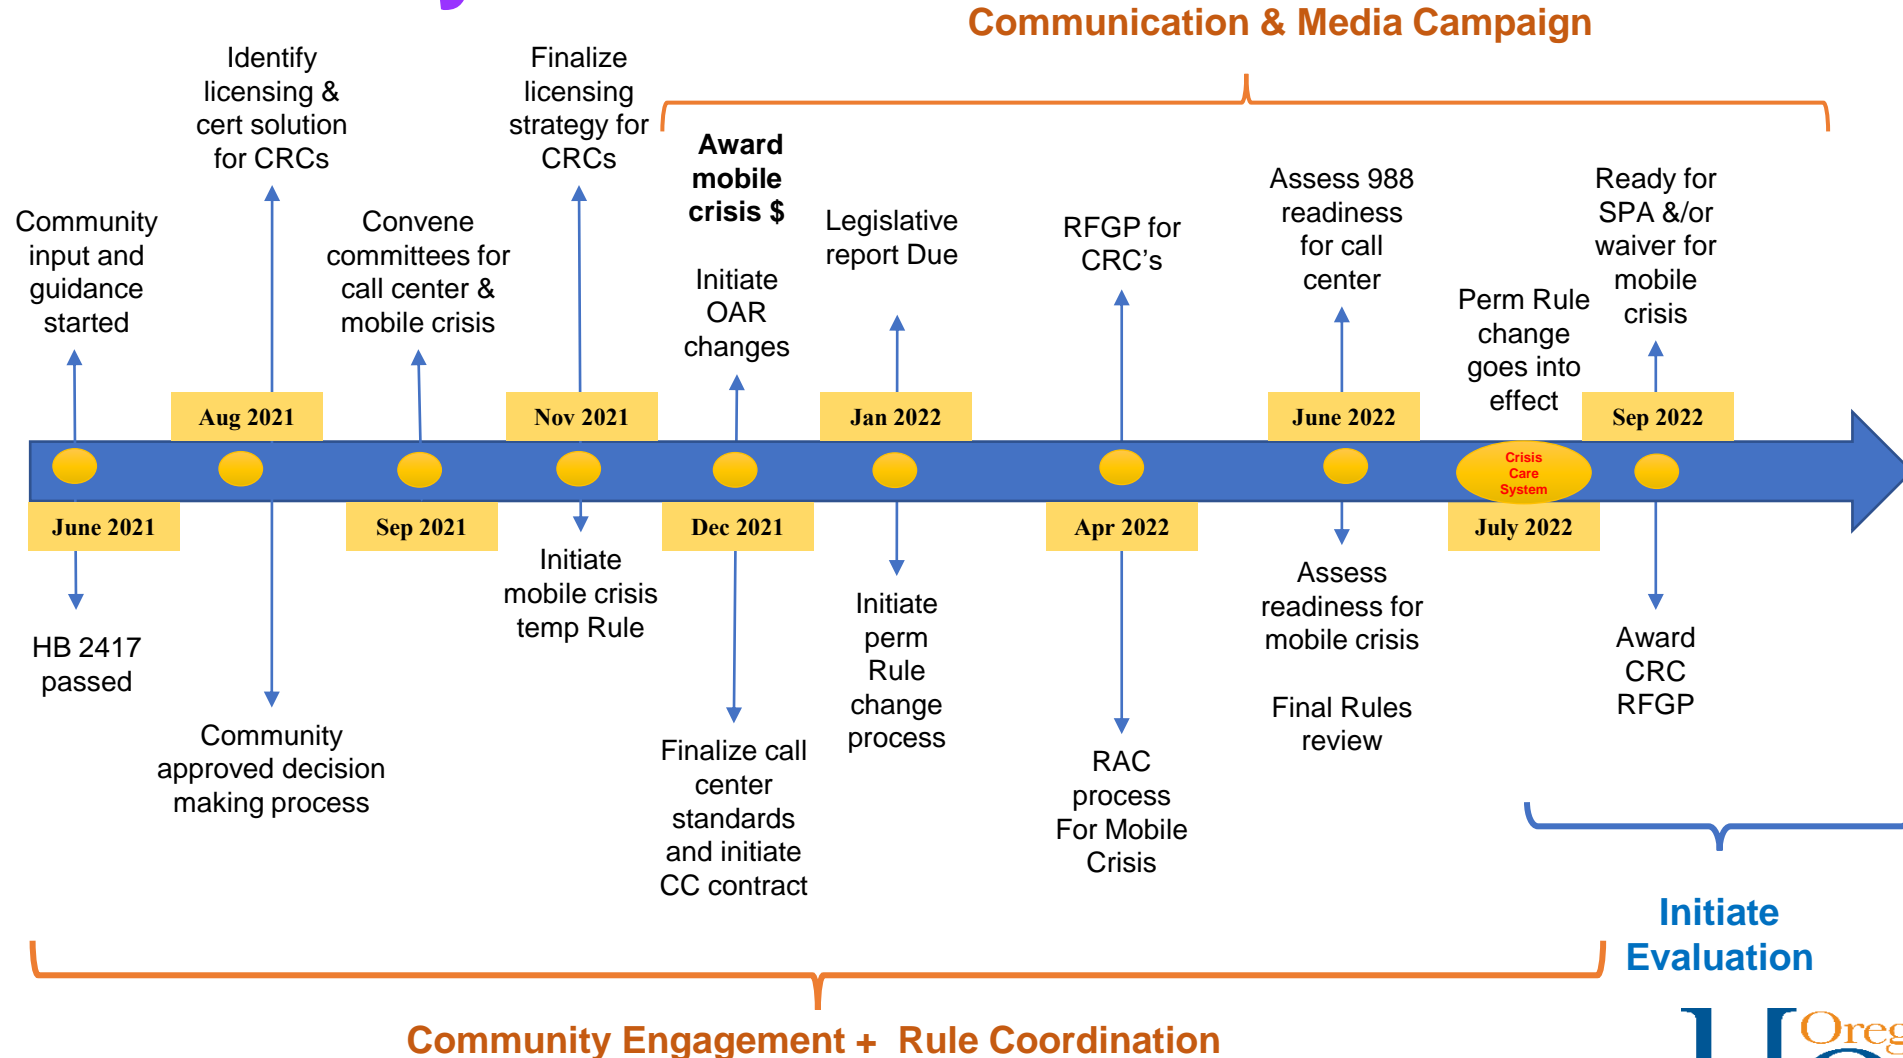 Communication & Media Campaign
Identify
licensing &
cert solution
for CRCs
Finalize
licensing
strategy for
CRCs
Award
mobile
crisis $
Initiate
OAR
changes
Community
input and
guidance
started
Convene
committees for
call center &
mobile crisis
Legislative
report Due
RFGP for
CRC’s
Assess 988
readiness
for call
center
Perm Rule
change
goes into
effect
Ready for
SPA &/or
waiver for
mobile
crisis
Aug 2021
Nov 2021
Jan 2022
June 2022
Sep 2022
Crisis
Care
System
June 2021
Sep 2021
Dec 2021
Apr 2022
July 2022
HB 2417
passed
Community
approved decision
making process
Initiate
mobile crisis
temp Rule
Finalize call
center
standards
and initiate
CC contract
Initiate
perm
Rule
change
process
RAC
process
For Mobile
Crisis
Assess
readiness for
mobile crisis
Final Rules
review
Award
CRC
RFGP
Initiate
Evaluation
Community Engagement + Rule Coordination
Oreg